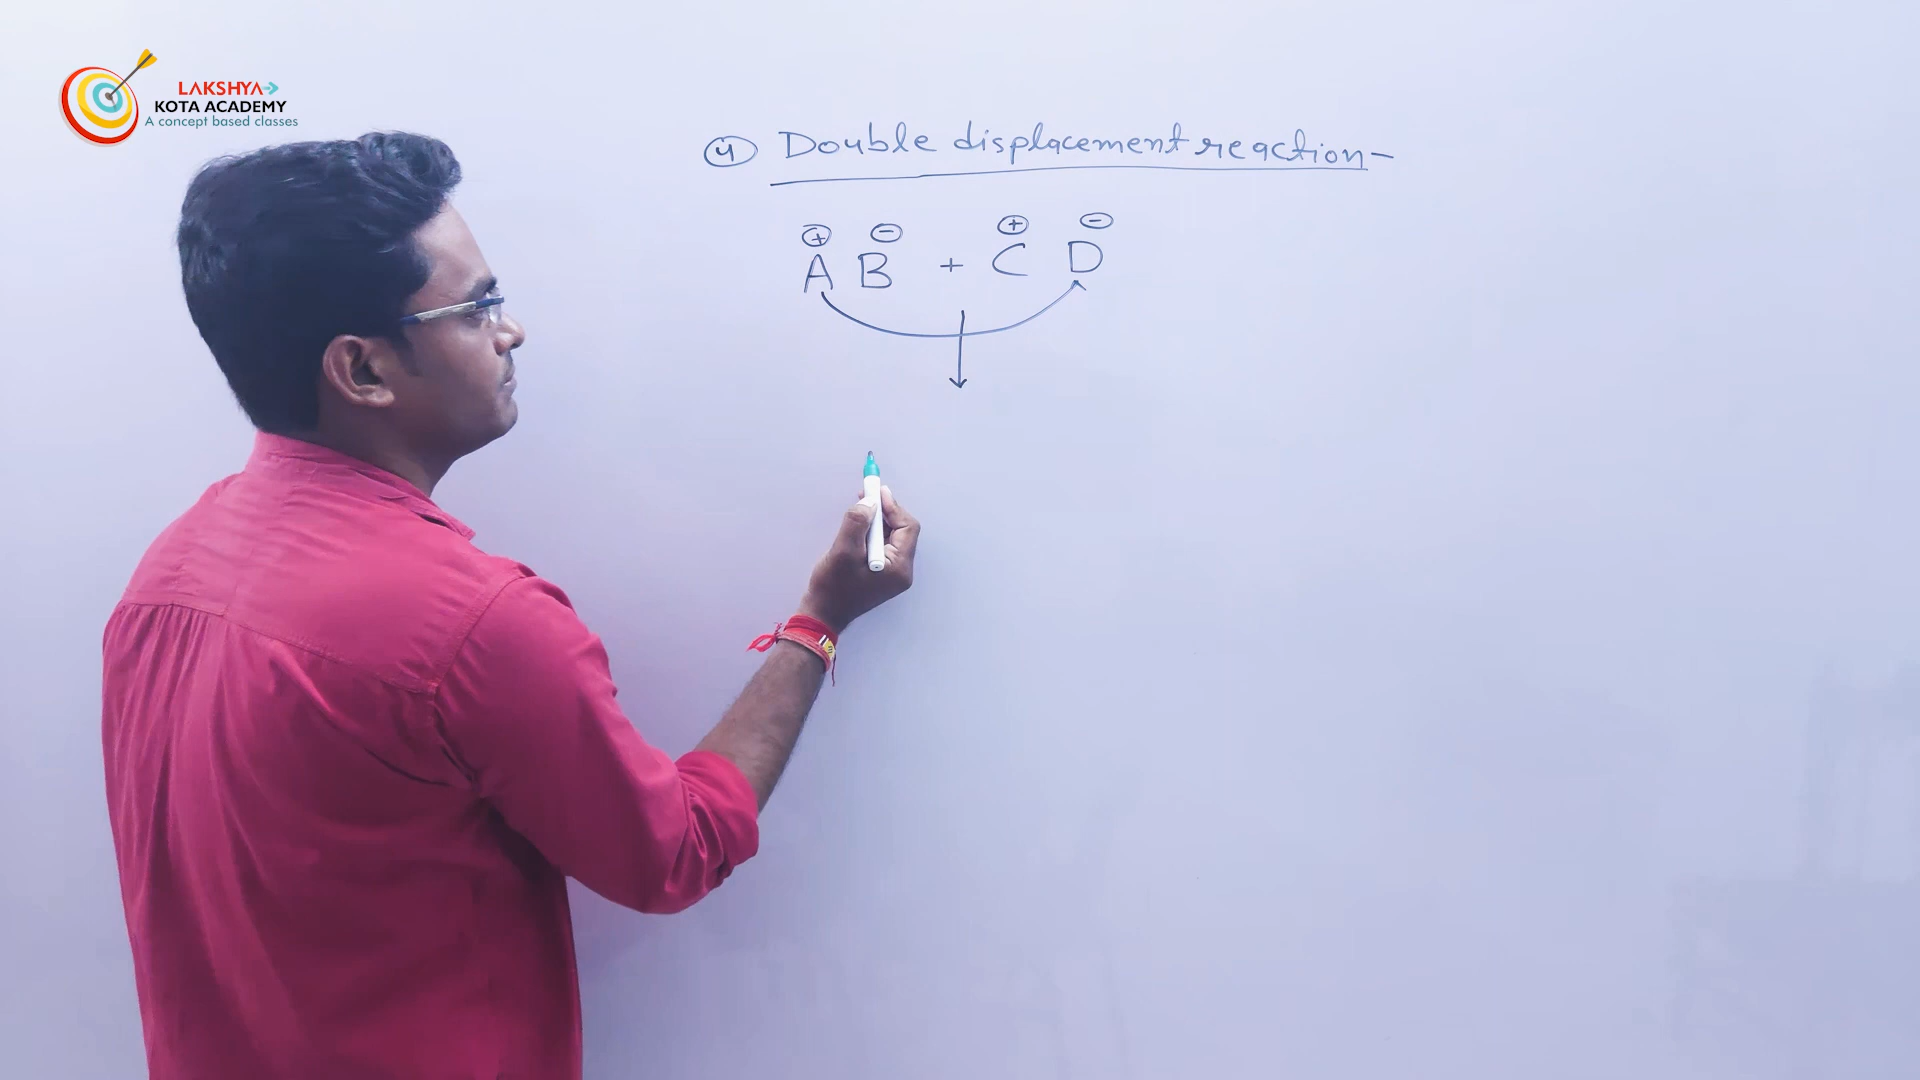 LAKSHYA
KOTA ACADEMY
A concept based classes
④ Double displacement reaction-
⊕ ⊖ ⊕ ⊖
A B + C D